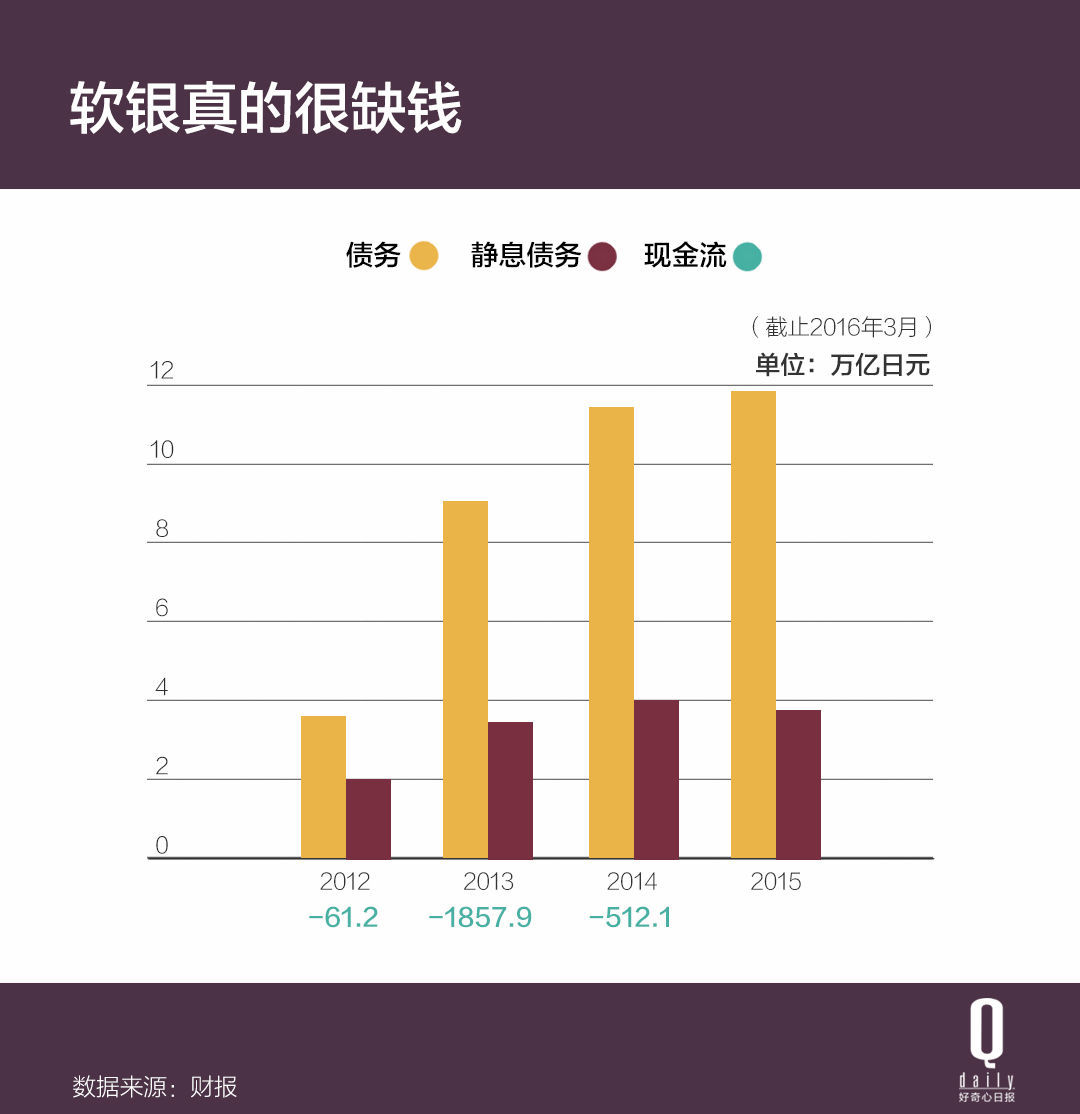 软银真的很缺钱
债务 静息债务 现金流
（截止2016年3月）
单位：万亿日元
12
10
8
6
4
2
0
2012 2013 2014 2015
-61.2 -1857.9 -512.1
数据来源：财报
Q
daily
好奇心日报